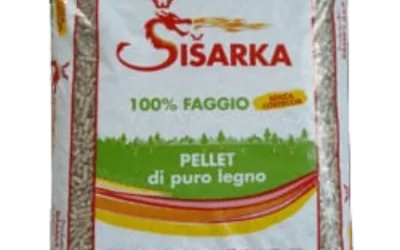 ŠIŠARKA
100% FAGGIO
SENZA
CORTECCIA
PELLET
di puro legno